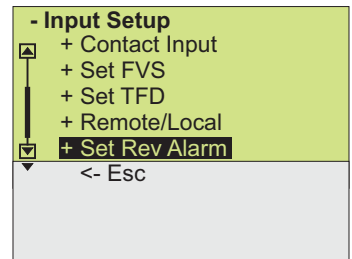 - Input Setup
+ Contact Input
+ Set FVS
+ Set TFD
+ Remote/Local
+ Set Rev Alarm
<- Esc